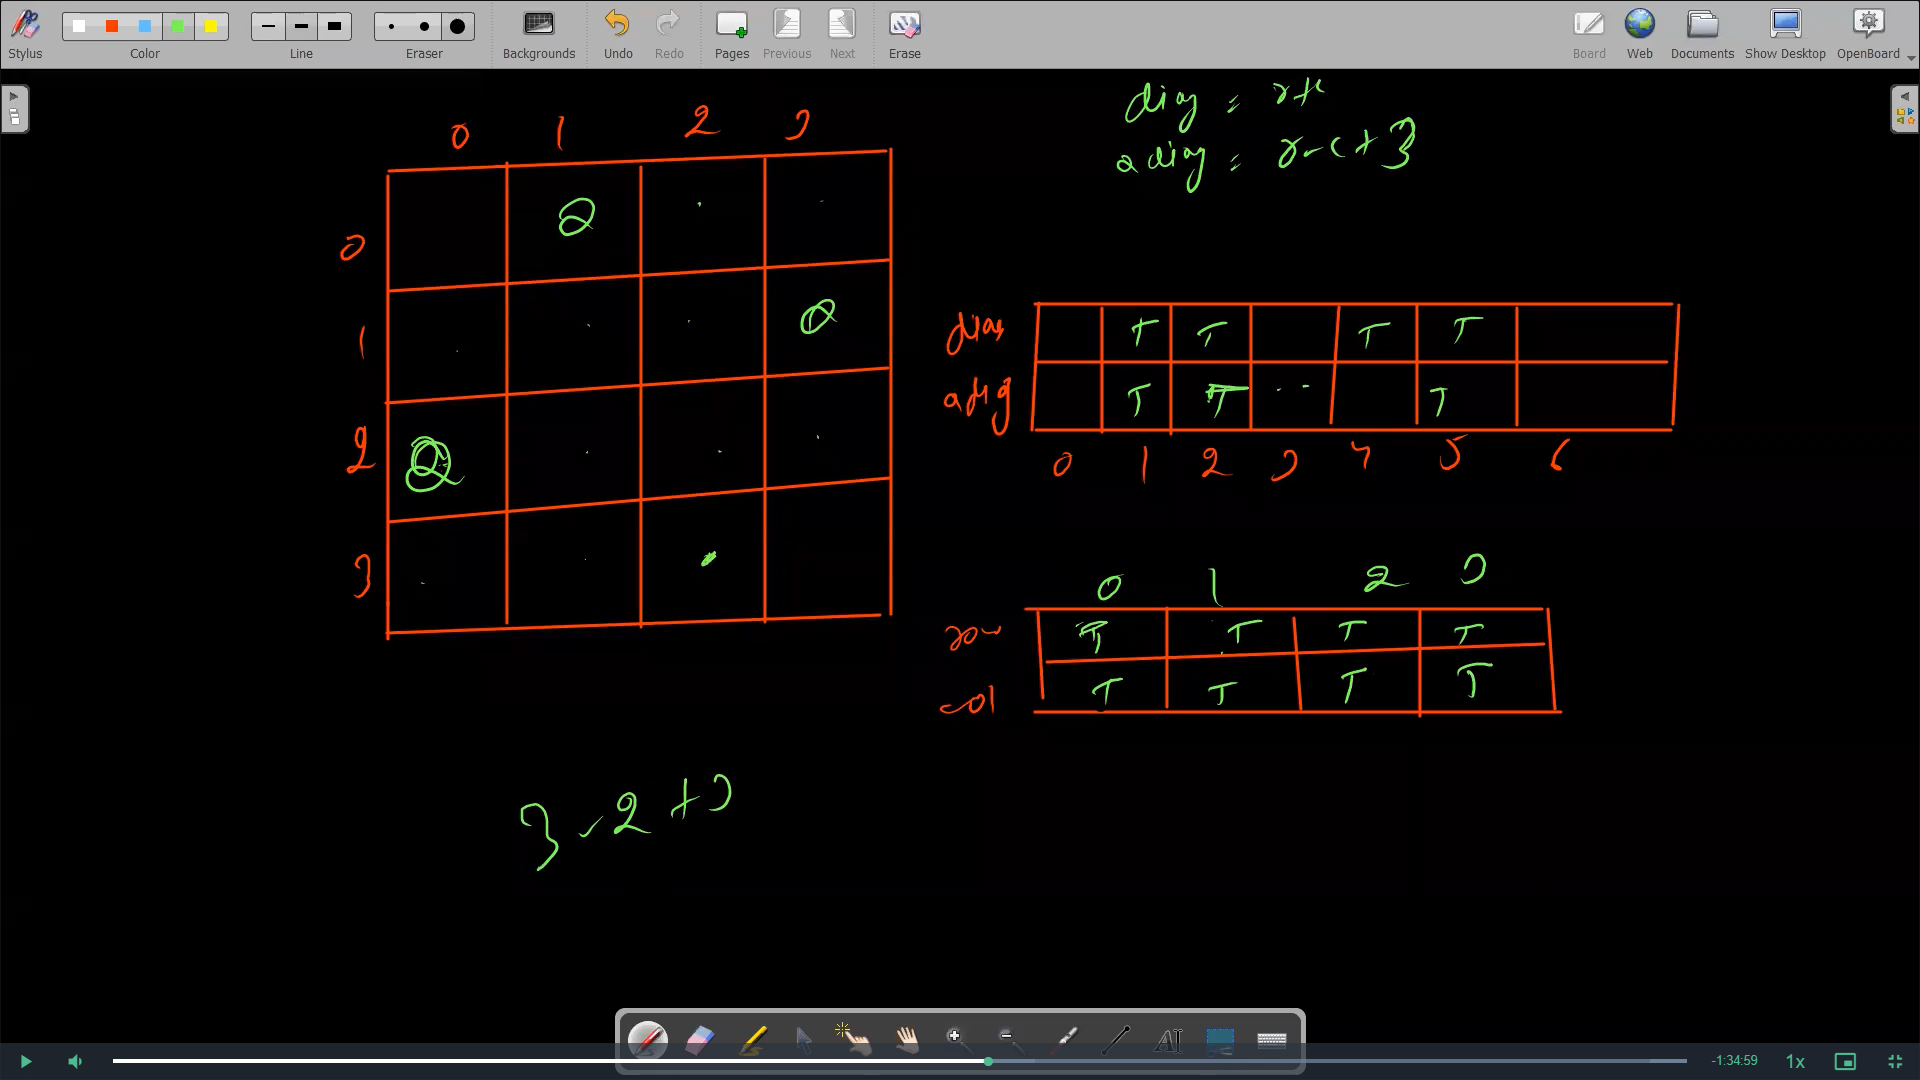 Stylus Color Line Eraser Backgrounds Undo Redo Pages Previous Next Erase Board Web Documents Show Desktop OpenBoard
diag = r+c
adiag = r-c+3
0 1 2 3
0 Q
1 Q
2 Q
3
diag T T T T
adig T T T
0 1 2 3 4 5 6
0 1 2 3
row T T T T
col T T T T
3-2+3
-1:34:59 1x